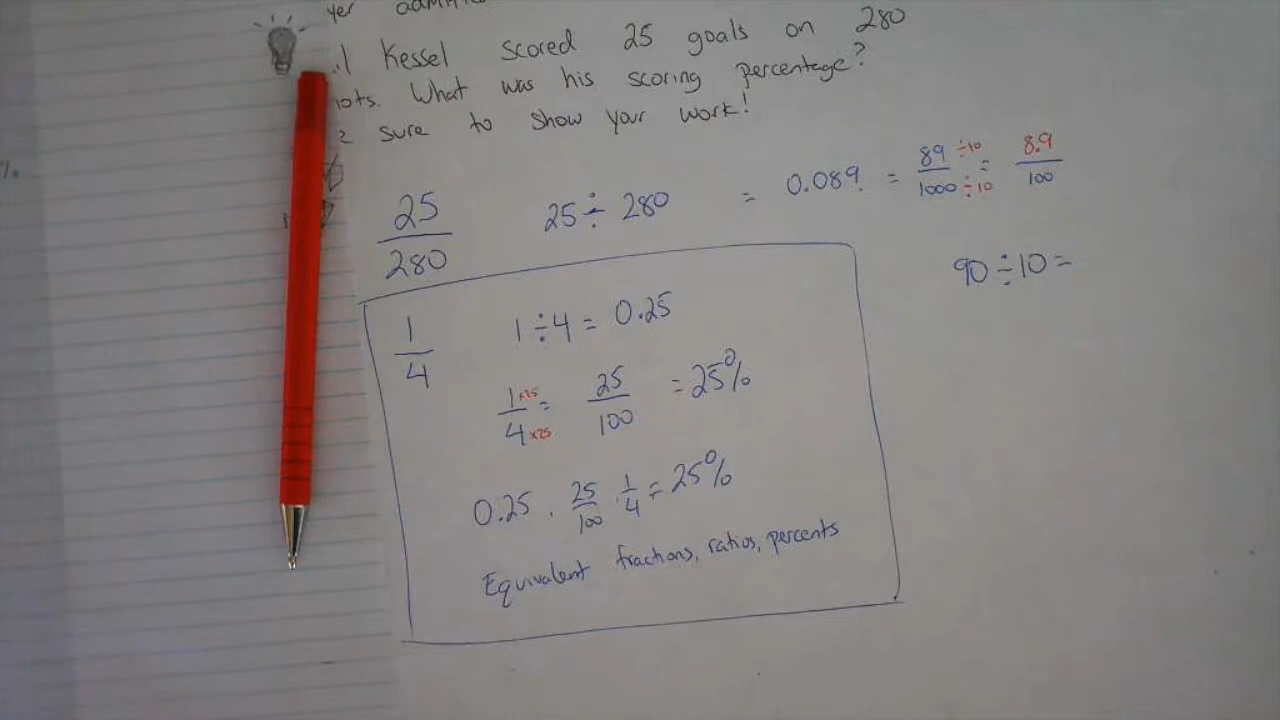 yer
.l Kessel scored 25 goals on 280
hots. What was his scoring percentage?
e sure to show your work!
%.
25/280 25 ÷ 280 = 0.089 = 89/1000 ÷10 ÷10 = 8.9/100
90 ÷ 10 =
1/4 1 ÷ 4 = 0.25
1/4 ×25 ×25 = 25/100 = 25%
0.25 . 25/100 . 1/4 = 25%
Equivalent fractions, ratios, percents